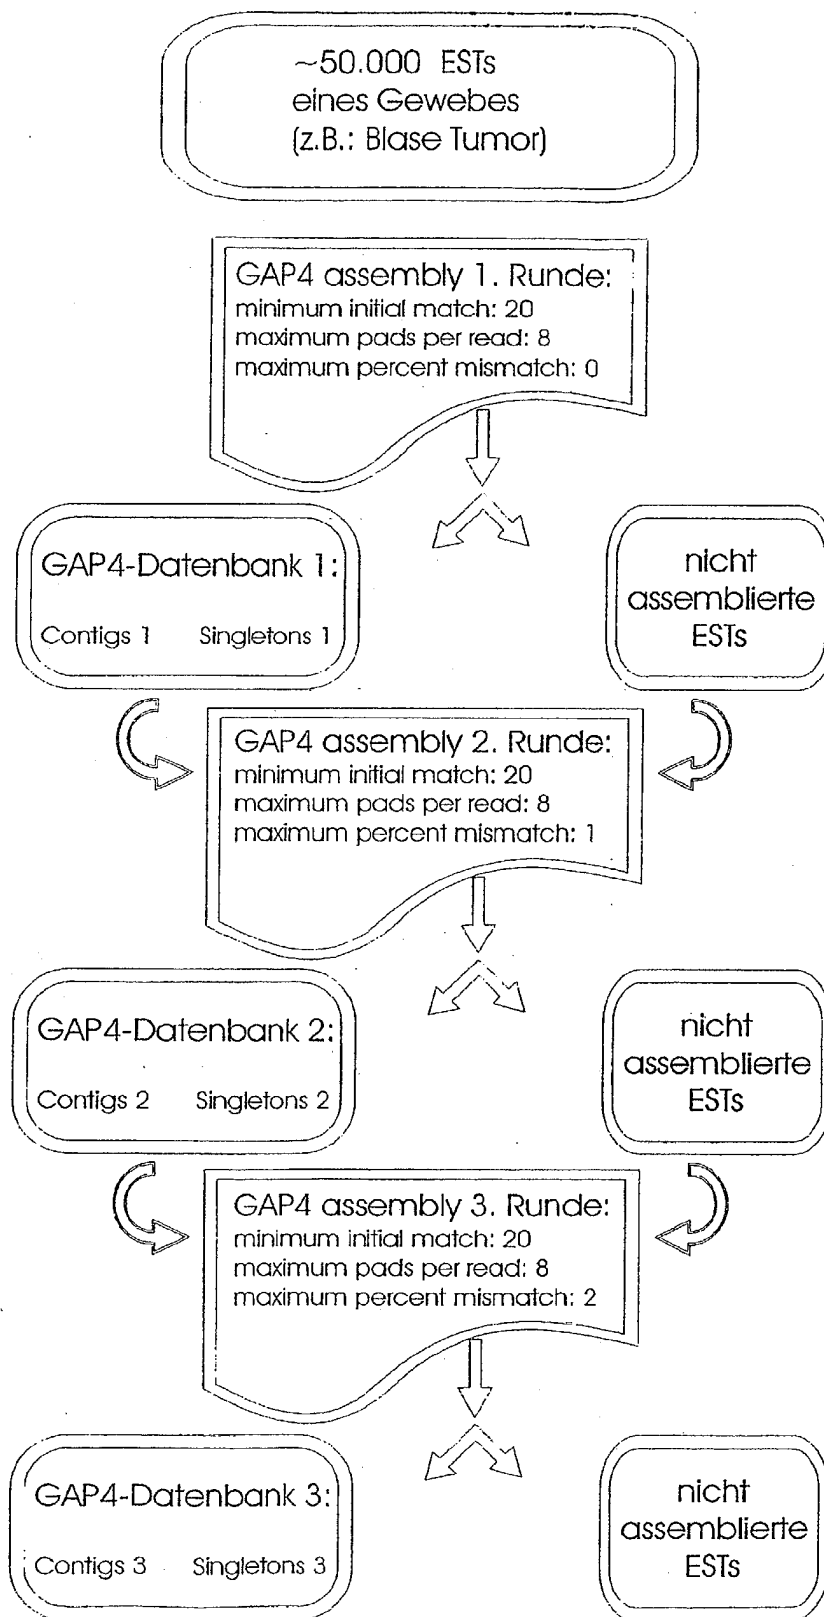 ~50.000 ESTs
eines Gewebes
(z.B.: Blase Tumor)
GAP4 assembly 1. Runde:
minimum initial match: 20
maximum pads per read: 8
maximum percent mismatch: 0
GAP4-Datenbank 1:
Contigs 1 Singletons 1
nicht
assemblierte
ESTs
GAP4 assembly 2. Runde:
minimum initial match: 20
maximum pads per read: 8
maximum percent mismatch: 1
GAP4-Datenbank 2:
Contigs 2 Singletons 2
nicht
assemblierte
ESTs
GAP4 assembly 3. Runde:
minimum initial match: 20
maximum pads per read: 8
maximum percent mismatch: 2
GAP4-Datenbank 3:
Contigs 3 Singletons 3
nicht
assemblierte
ESTs